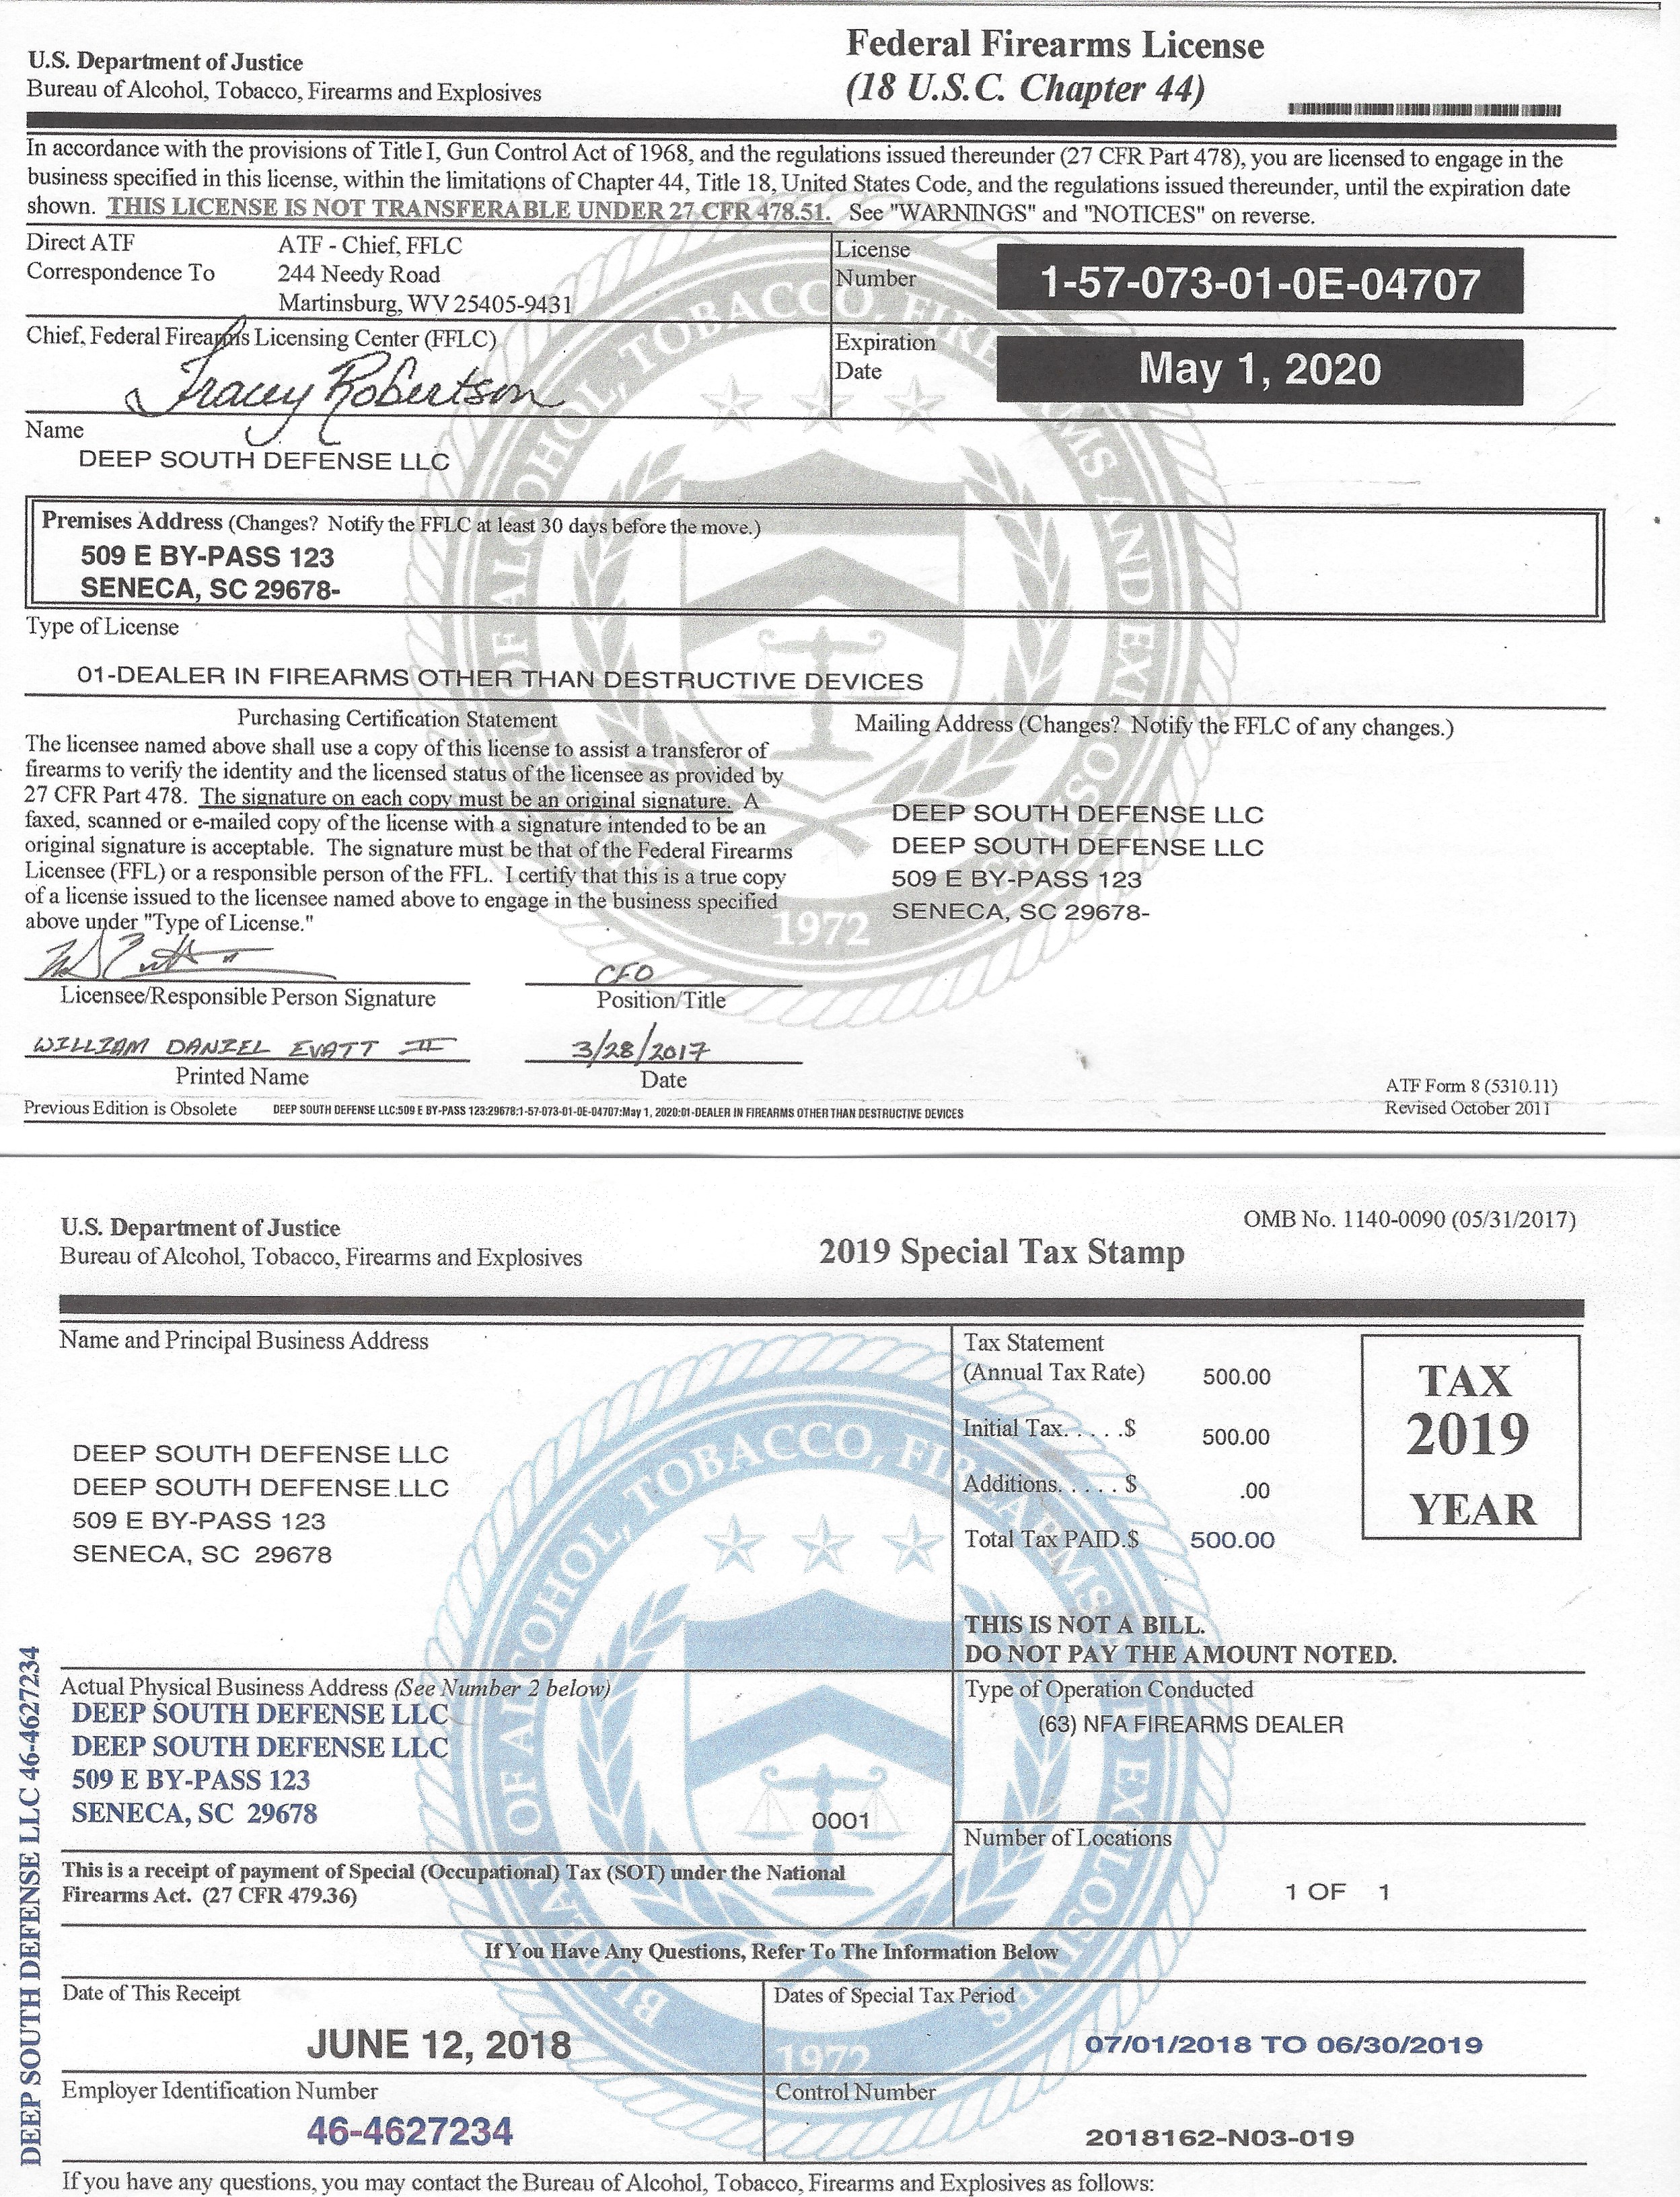 U.S. Department of Justice
Bureau of Alcohol, Tobacco, Firearms and Explosives
Federal Firearms License
(18 U.S.C. Chapter 44)
In accordance with the provisions of Title I, Gun Control Act of 1968, and the regulations issued thereunder (27 CFR Part 478), you are licensed to engage in the
business specified in this license, within the limitations of Chapter 44, Title 18, United States Code, and the regulations issued thereunder, until the expiration date
shown. THIS LICENSE IS NOT TRANSFERABLE UNDER 27 CFR 478.51. See "WARNINGS" and "NOTICES" on reverse.
Direct ATF
Correspondence To
ATF - Chief, FFLC
244 Needy Road
Martinsburg, WV 25405-9431
License
Number
1-57-073-01-0E-04707
Chief, Federal Firearms Licensing Center (FFLC)
Tracey Robertson
Expiration
Date
May 1, 2020
Name
DEEP SOUTH DEFENSE LLC
Premises Address (Changes? Notify the FFLC at least 30 days before the move.)
509 E BY-PASS 123
SENECA, SC 29678-
Type of License
01-DEALER IN FIREARMS OTHER THAN DESTRUCTIVE DEVICES
Purchasing Certification Statement
The licensee named above shall use a copy of this license to assist a transferor of
firearms to verify the identity and the licensed status of the licensee as provided by
27 CFR Part 478. The signature on each copy must be an original signature. A
faxed, scanned or e-mailed copy of the license with a signature intended to be an
original signature is acceptable. The signature must be that of the Federal Firearms
Licensee (FFL) or a responsible person of the FFL. I certify that this is a true copy
of a license issued to the licensee named above to engage in the business specified
above under "Type of License."
Mailing Address (Changes? Notify the FFLC of any changes.)
DEEP SOUTH DEFENSE LLC
DEEP SOUTH DEFENSE LLC
509 E BY-PASS 123
SENECA, SC 29678-
BUREAU OF ALCOHOL, TOBACCO, FIREARMS AND EXPLOSIVES
1972
Licensee/Responsible Person Signature
CFO
Position/Title
WILLIAM DANIEL EVATT III
Printed Name
3/28/2017
Date
ATF Form 8 (5310.11)
Revised October 2011
Previous Edition is Obsolete
DEEP SOUTH DEFENSE LLC:509 E BY-PASS 123:29678:1-57-073-01-0E-04707:May 1, 2020:01-DEALER IN FIREARMS OTHER THAN DESTRUCTIVE DEVICES
U.S. Department of Justice
Bureau of Alcohol, Tobacco, Firearms and Explosives
2019 Special Tax Stamp
OMB No. 1140-0090 (05/31/2017)
Name and Principal Business Address
DEEP SOUTH DEFENSE LLC
DEEP SOUTH DEFENSE LLC
509 E BY-PASS 123
SENECA, SC 29678
Tax Statement
(Annual Tax Rate) 500.00
Initial Tax. . . . .$ 500.00
Additions. . . . . $ .00
Total Tax PAID.$ 500.00
TAX
2019
YEAR
THIS IS NOT A BILL.
DO NOT PAY THE AMOUNT NOTED.
Actual Physical Business Address (See Number 2 below)
DEEP SOUTH DEFENSE LLC
DEEP SOUTH DEFENSE LLC
509 E BY-PASS 123
SENECA, SC 29678
0001
Type of Operation Conducted
(63) NFA FIREARMS DEALER
Number of Locations
1 OF 1
This is a receipt of payment of Special (Occupational) Tax (SOT) under the National
Firearms Act. (27 CFR 479.36)
BUREAU OF ALCOHOL, TOBACCO, FIREARMS AND EXPLOSIVES
1972
If You Have Any Questions, Refer To The Information Below
Date of This Receipt
JUNE 12, 2018
Dates of Special Tax Period
07/01/2018 TO 06/30/2019
Employer Identification Number
46-4627234
Control Number
2018162-N03-019
If you have any questions, you may contact the Bureau of Alcohol, Tobacco, Firearms and Explosives as follows:
DEEP SOUTH DEFENSE LLC 46-4627234